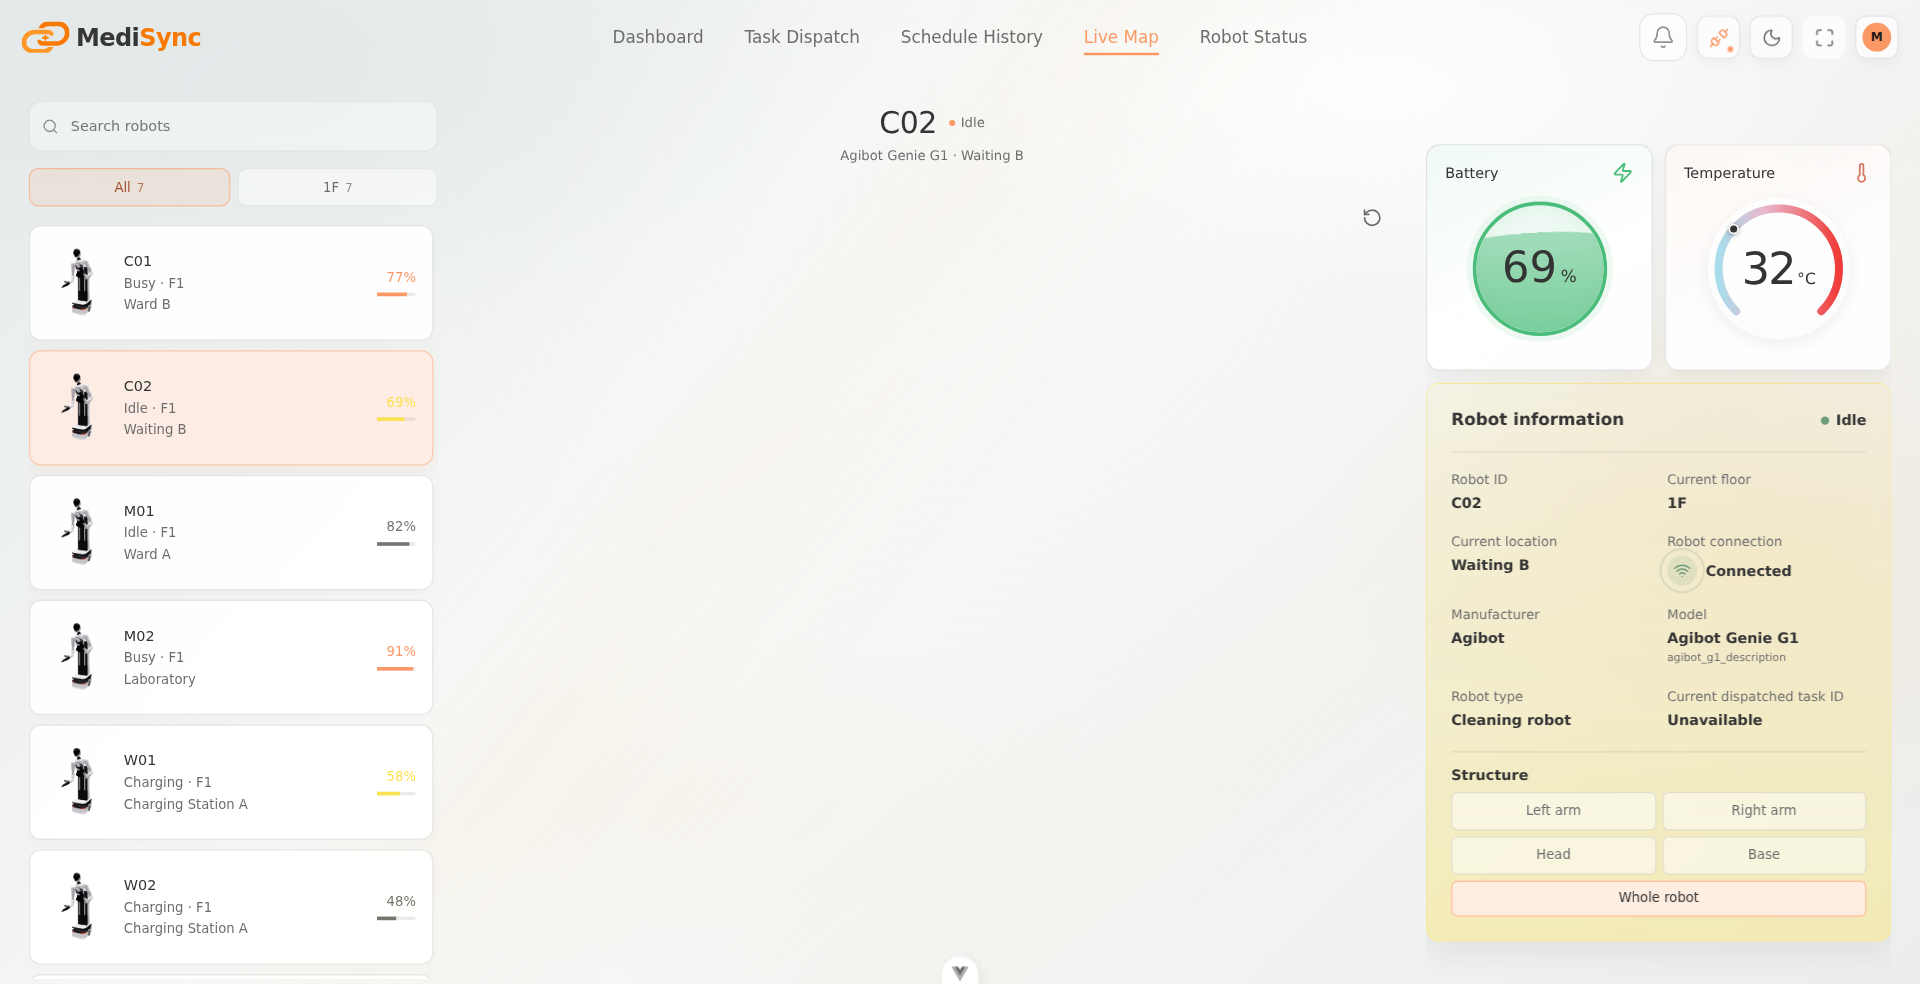 MediSync
Dashboard
Task Dispatch
Schedule History
Live Map
Robot Status
M
Search robots
All 7
1F 7
C01
Busy · F1
Ward B
77%
C02
Idle · F1
Waiting B
69%
M01
Idle · F1
Ward A
82%
M02
Busy · F1
Laboratory
91%
W01
Charging · F1
Charging Station A
58%
W02
Charging · F1
Charging Station A
48%
C02 Idle
Agibot Genie G1 · Waiting B
Battery
69 %
Temperature
32 °C
Robot information
Idle
Robot ID
C02
Current floor
1F
Current location
Waiting B
Robot connection
Connected
Manufacturer
Agibot
Model
Agibot Genie G1
agibot_g1_description
Robot type
Cleaning robot
Current dispatched task ID
Unavailable
Structure
Left arm
Right arm
Head
Base
Whole robot